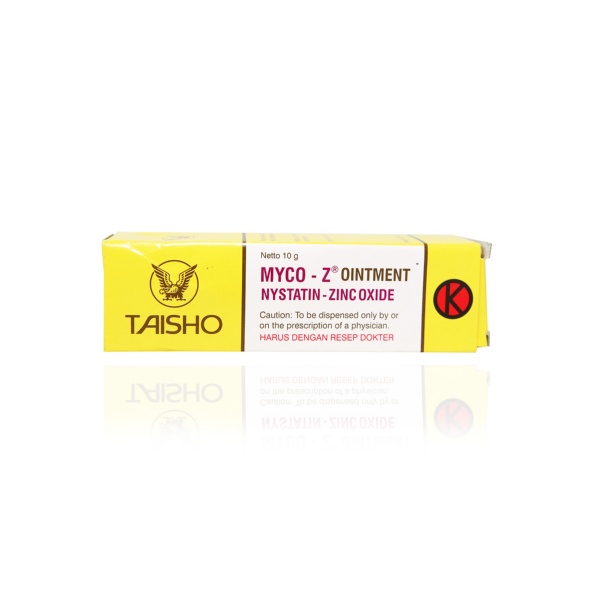 TAISHO
Netto 10 g
MYCO - Z® OINTMENT
NYSTATIN - ZINC OXIDE
Caution: To be dispensed only by or
on the prescription of a physician.
HARUS DENGAN RESEP DOKTER
K